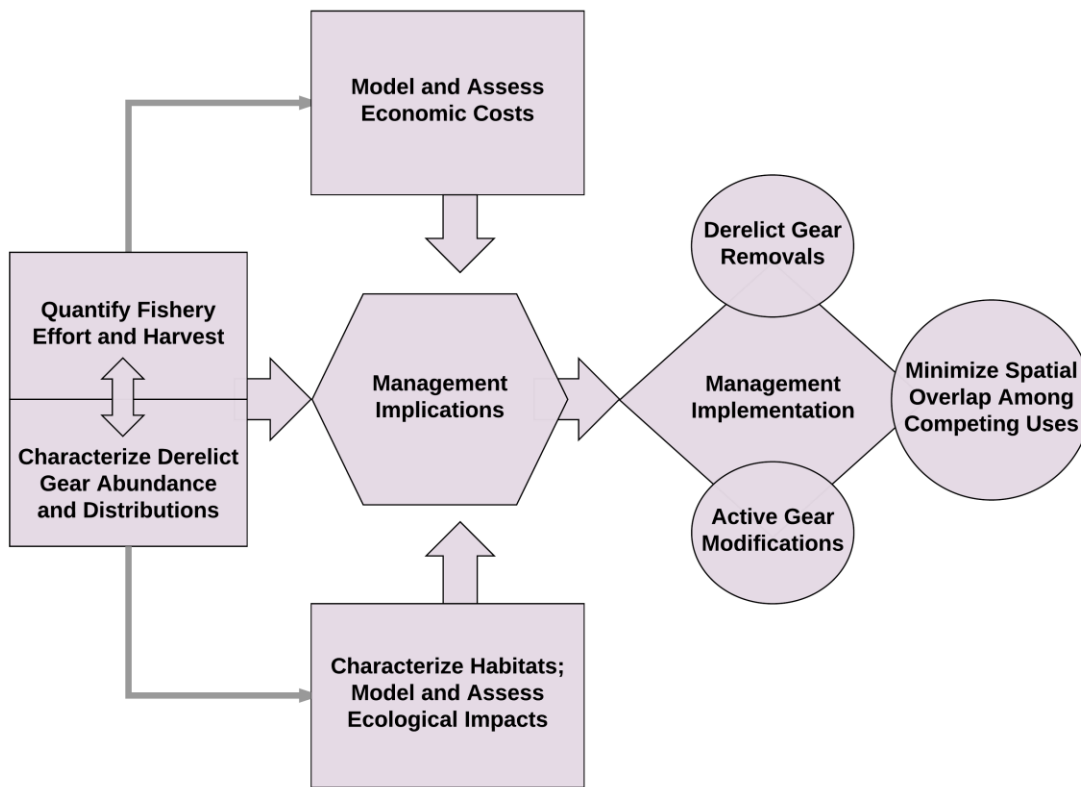 Model and Assess
Economic Costs
Quantify Fishery
Effort and Harvest
Characterize Derelict
Gear Abundance
and Distributions
Management
Implications
Characterize Habitats;
Model and Assess
Ecological Impacts
Derelict Gear
Removals
Management
Implementation
Minimize Spatial
Overlap Among
Competing Uses
Active Gear
Modifications